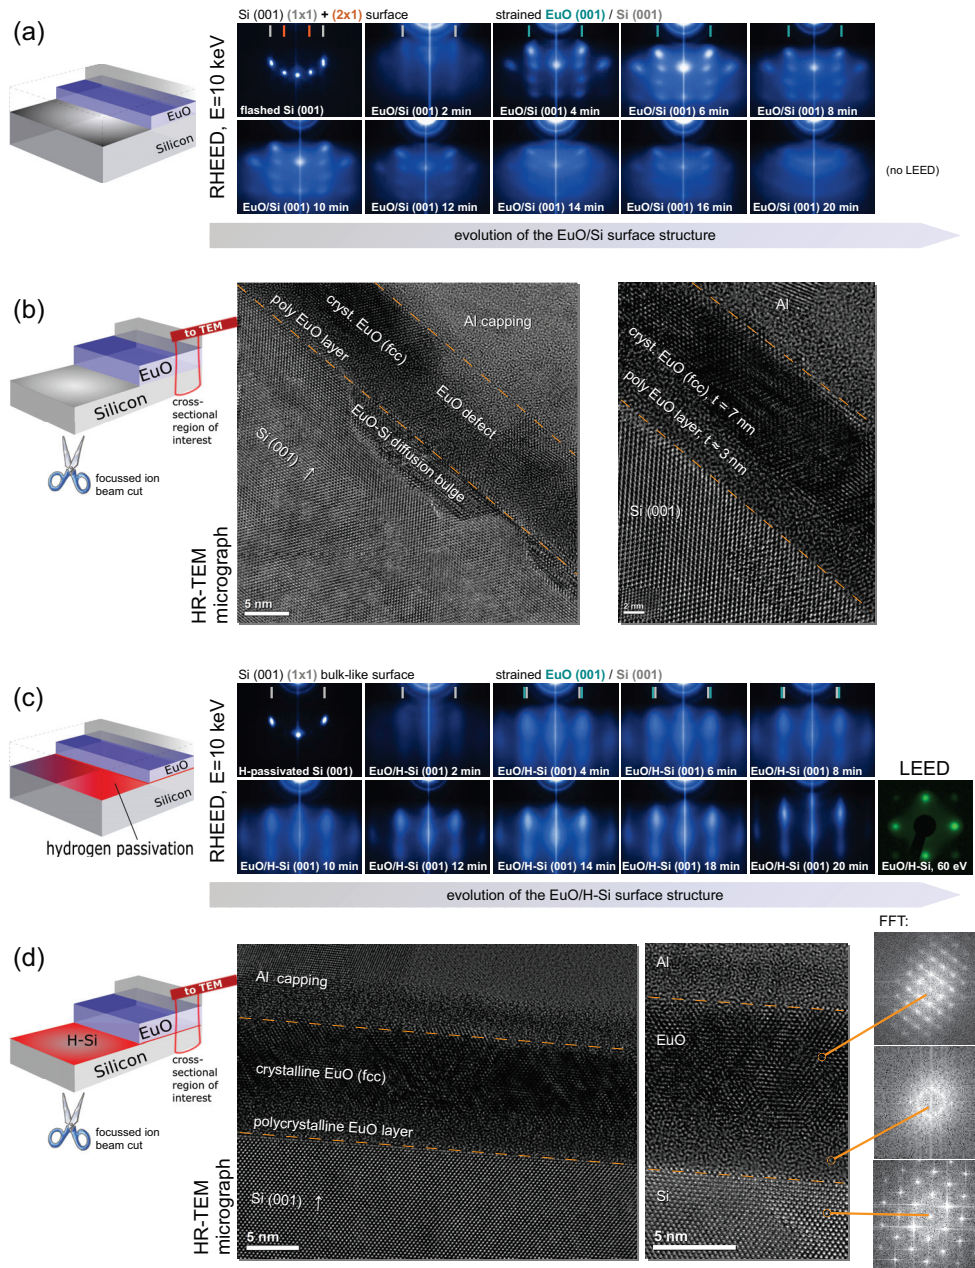 (a)
Si (001) (1x1) + (2x1) surface
strained EuO (001) / Si (001)
EuO
Silicon
RHEED, E=10 keV
flashed Si (001)
EuO/Si (001) 2 min
EuO/Si (001) 4 min
EuO/Si (001) 6 min
EuO/Si (001) 8 min
EuO/Si (001) 10 min
EuO/Si (001) 12 min
EuO/Si (001) 14 min
EuO/Si (001) 16 min
EuO/Si (001) 20 min
(no LEED)
evolution of the EuO/Si surface structure
(b)
to TEM
EuO
Silicon
cross-
sectional
region of
interest
focussed ion
beam cut
HR-TEM
micrograph
poly EuO layer
cryst. EuO (fcc)
Al capping
EuO defect
EuO-Si diffusion bulge
Si (001) ↑
5 nm
Al
cryst. EuO (fcc), t = 7 nm
poly EuO layer, t ≈ 3 nm
Si (001)
2 nm
(c)
Si (001) (1x1) bulk-like surface
strained EuO (001) / Si (001)
EuO
Silicon
hydrogen passivation
RHEED, E=10 keV
H-passivated Si (001)
EuO/H-Si (001) 2 min
EuO/H-Si (001) 4 min
EuO/H-Si (001) 6 min
EuO/H-Si (001) 8 min
EuO/H-Si (001) 10 min
EuO/H-Si (001) 12 min
EuO/H-Si (001) 14 min
EuO/H-Si (001) 18 min
EuO/H-Si (001) 20 min
LEED
EuO/H-Si, 60 eV
evolution of the EuO/H-Si surface structure
(d)
to TEM
H-Si
EuO
Silicon
cross-
sectional
region of
interest
focussed ion
beam cut
HR-TEM
micrograph
Al capping
crystalline EuO (fcc)
polycrystalline EuO layer
Si (001) ↑
5 nm
Al
EuO
Si
5 nm
FFT: